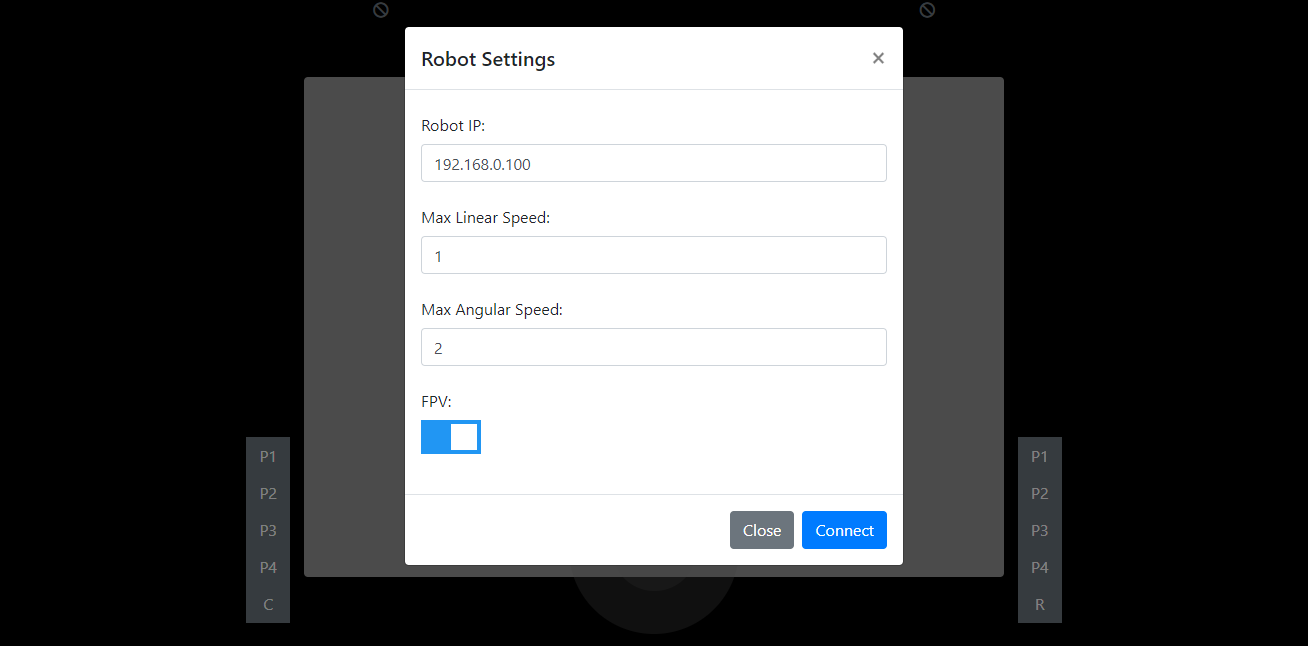 Robot Settings
×
Robot IP:
192.168.0.100
Max Linear Speed:
1
Max Angular Speed:
2
FPV:
Close
Connect
P1
P2
P3
P4
C
P1
P2
P3
P4
R